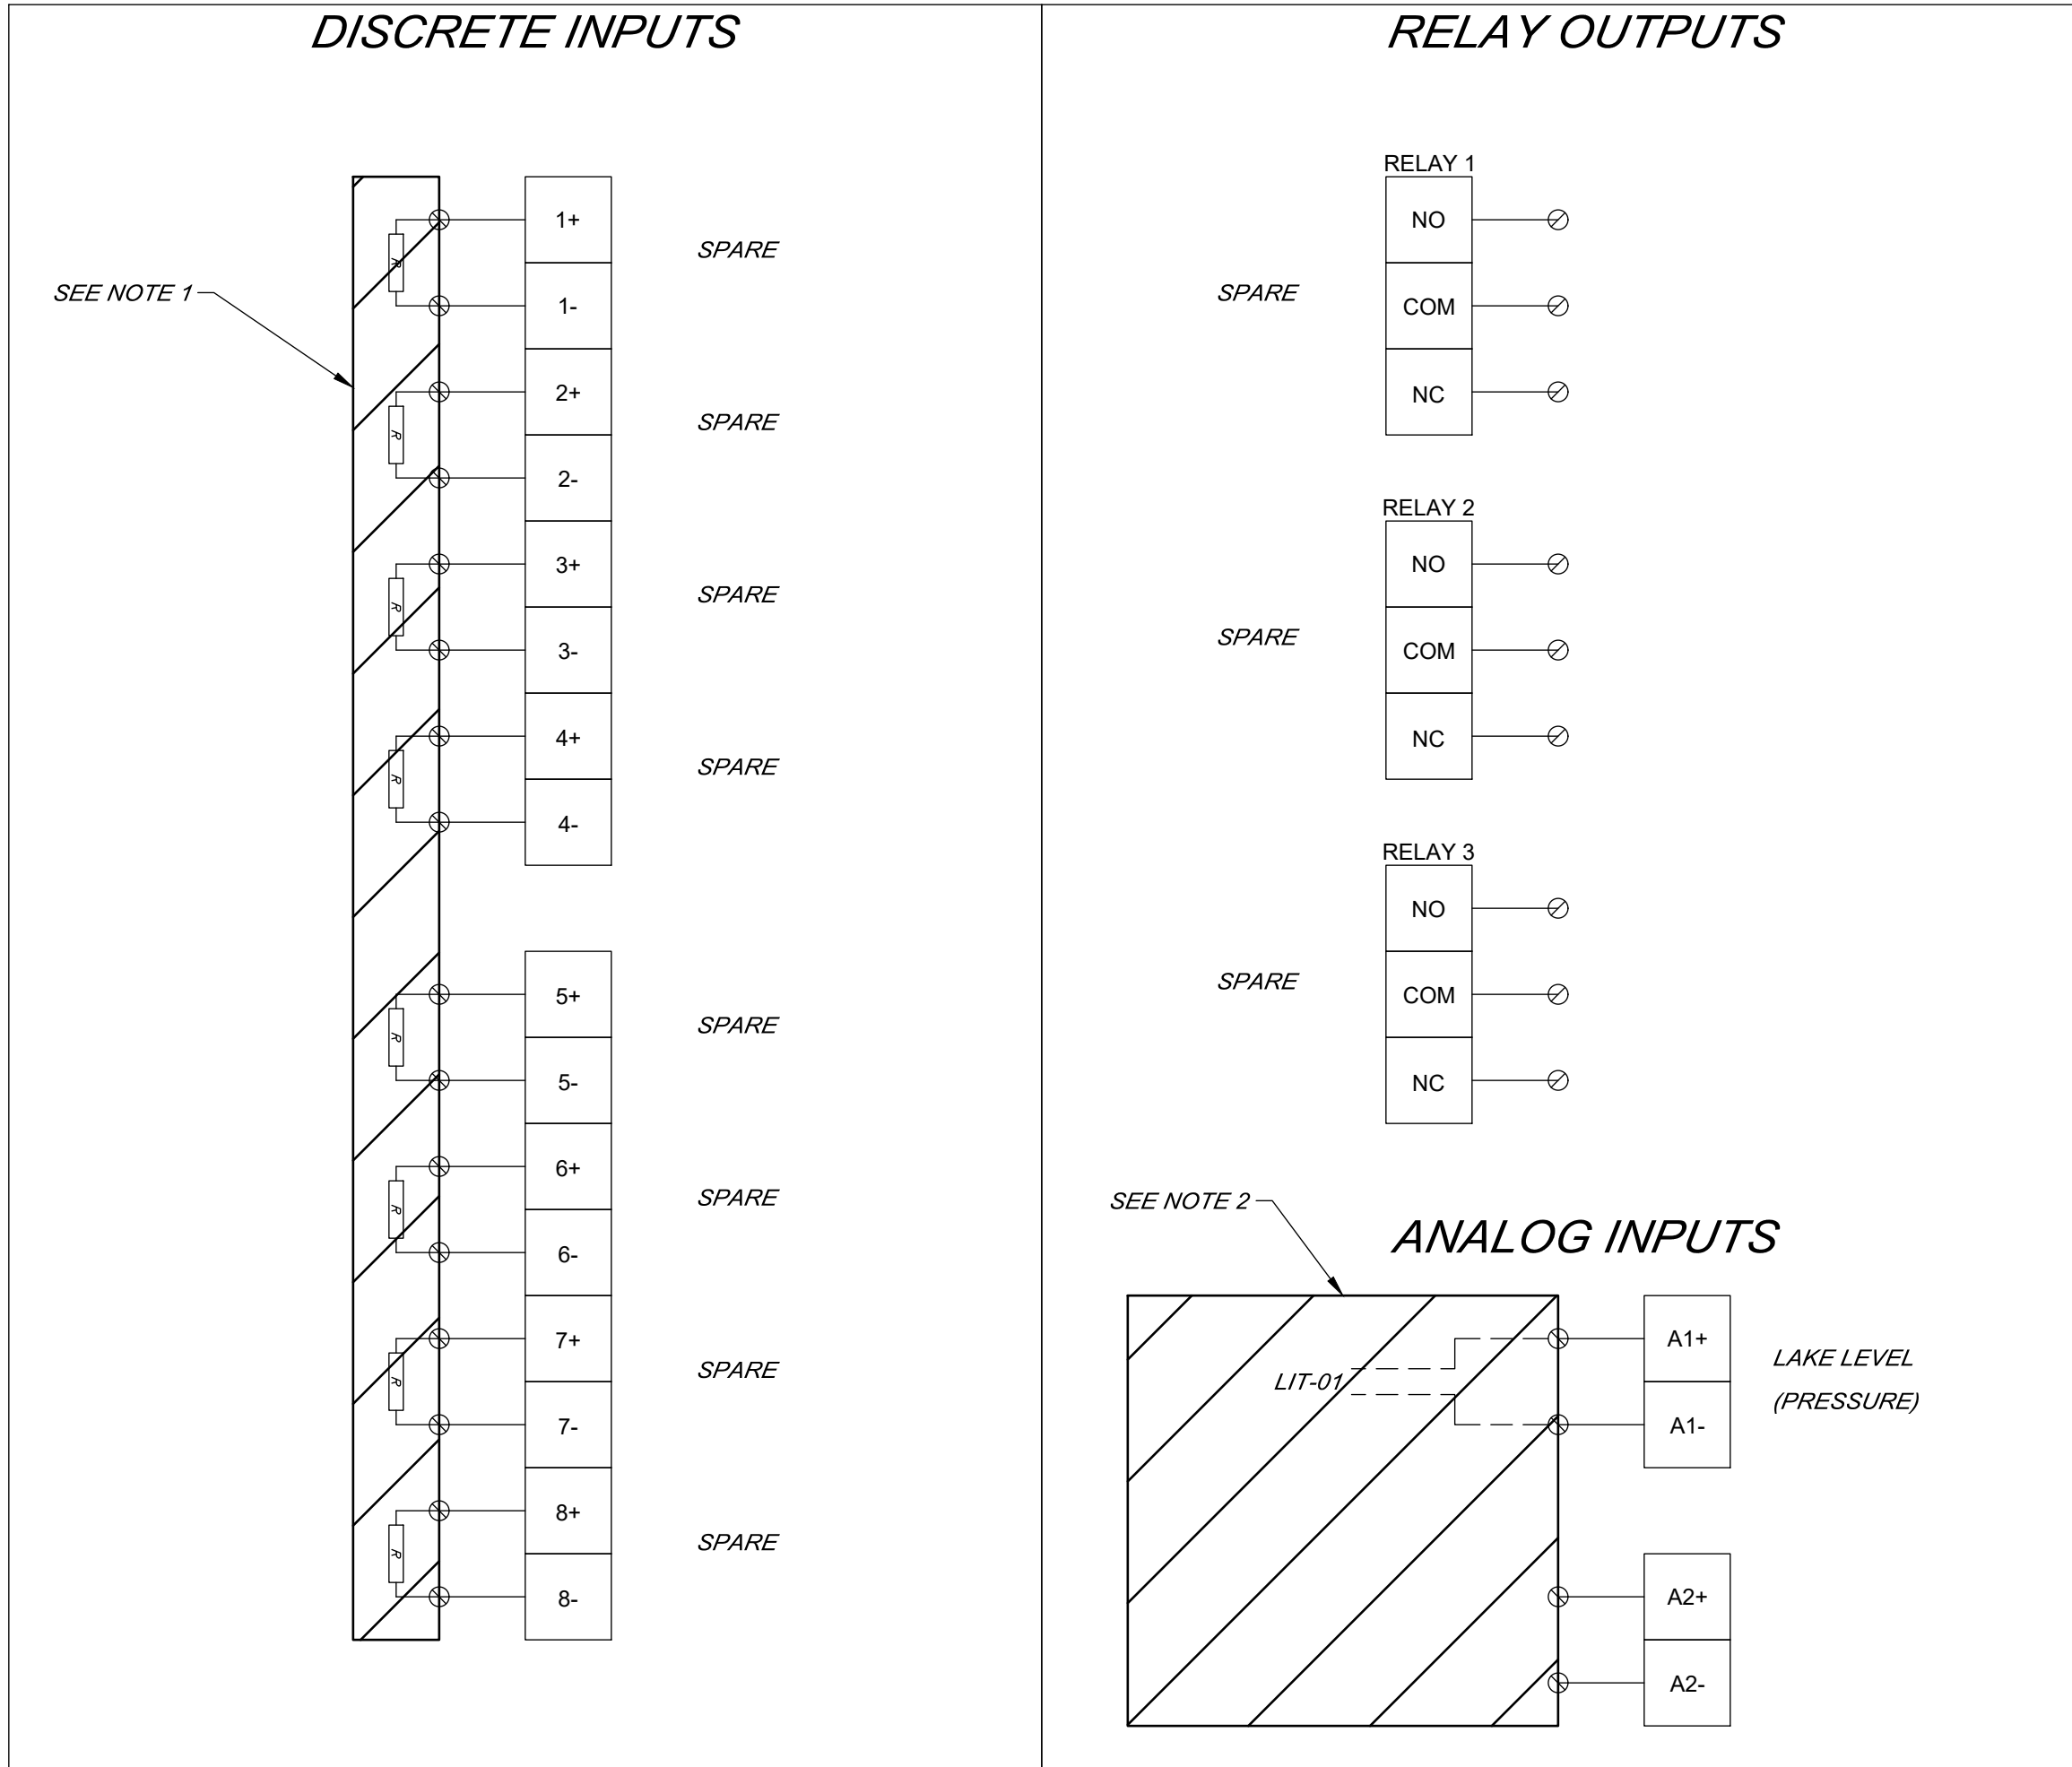 DISCRETE INPUTS
SEE NOTE 1
R
1+
1-
SPARE
R
2+
2-
SPARE
R
3+
3-
SPARE
R
4+
4-
SPARE
R
5+
5-
SPARE
R
6+
6-
SPARE
R
7+
7-
SPARE
R
8+
8-
SPARE
RELAY OUTPUTS
RELAY 1
SPARE
NO
COM
NC
RELAY 2
SPARE
NO
COM
NC
RELAY 3
SPARE
NO
COM
NC
SEE NOTE 2
ANALOG INPUTS
LIT-01
A1+
A1-
LAKE LEVEL
(PRESSURE)
A2+
A2-